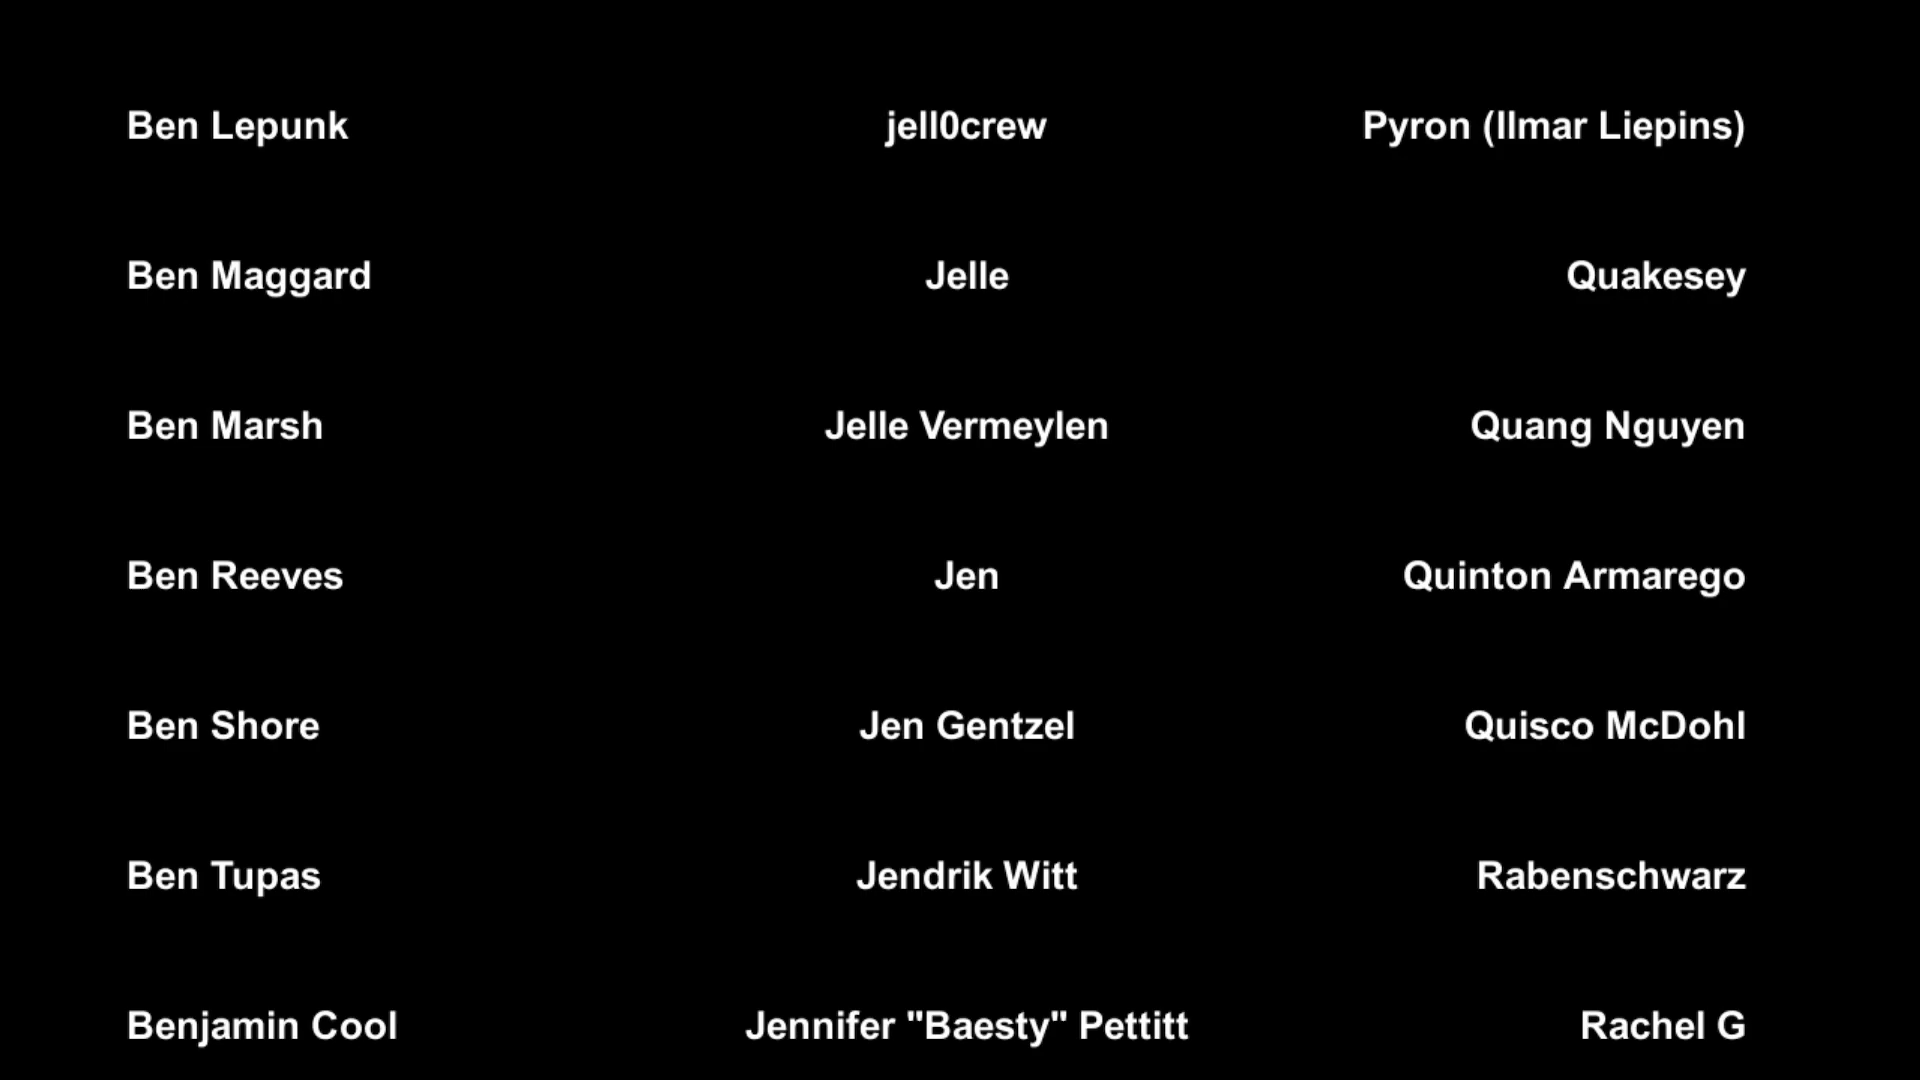 Ben Lepunk
jell0crew
Pyron (Ilmar Liepins)
Ben Maggard
Jelle
Quakesey
Ben Marsh
Jelle Vermeylen
Quang Nguyen
Ben Reeves
Jen
Quinton Armarego
Ben Shore
Jen Gentzel
Quisco McDohl
Ben Tupas
Jendrik Witt
Rabenschwarz
Benjamin Cool
Jennifer "Baesty" Pettitt
Rachel G